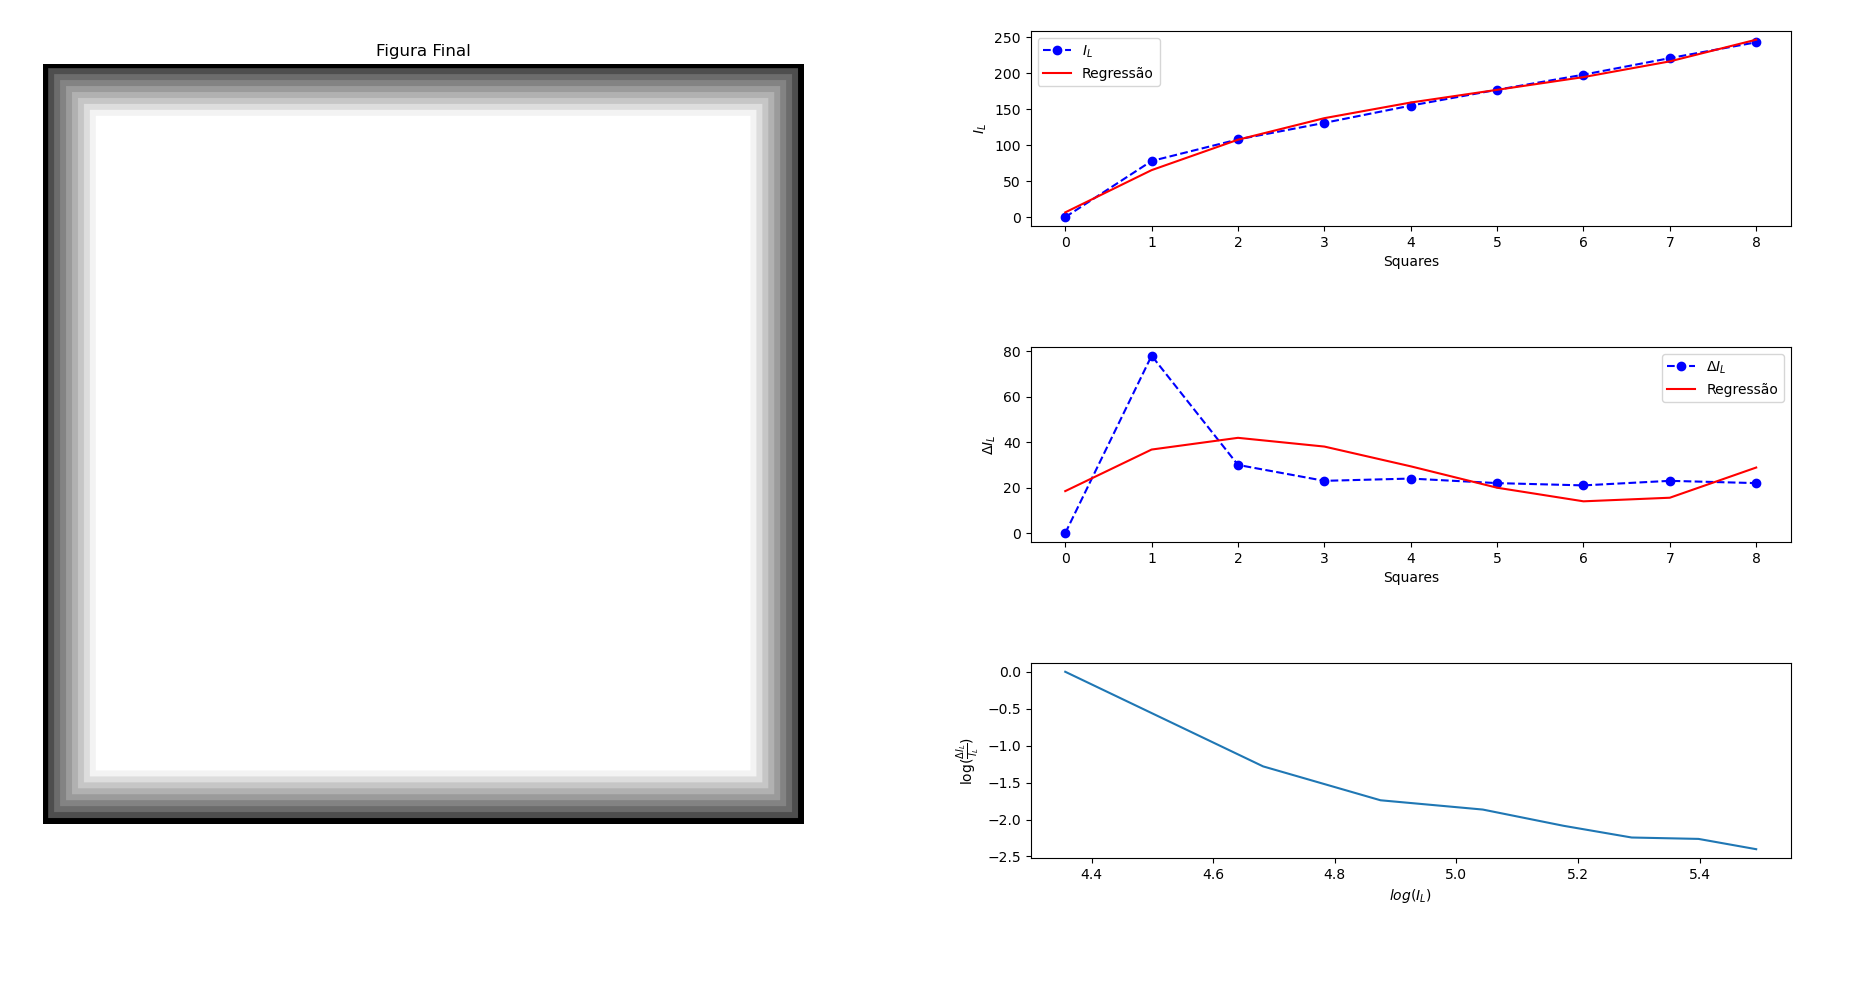 Figura Final
250
200
150
100
50
0
I_L
I_L
Regressão
0 1 2 3 4 5 6 7 8
Squares
80
60
40
20
0
ΔI_L
ΔI_L
Regressão
0 1 2 3 4 5 6 7 8
Squares
0.0
−0.5
−1.0
−1.5
−2.0
−2.5
log(ΔI_L/I_L)
4.4 4.6 4.8 5.0 5.2 5.4
log(I_L)